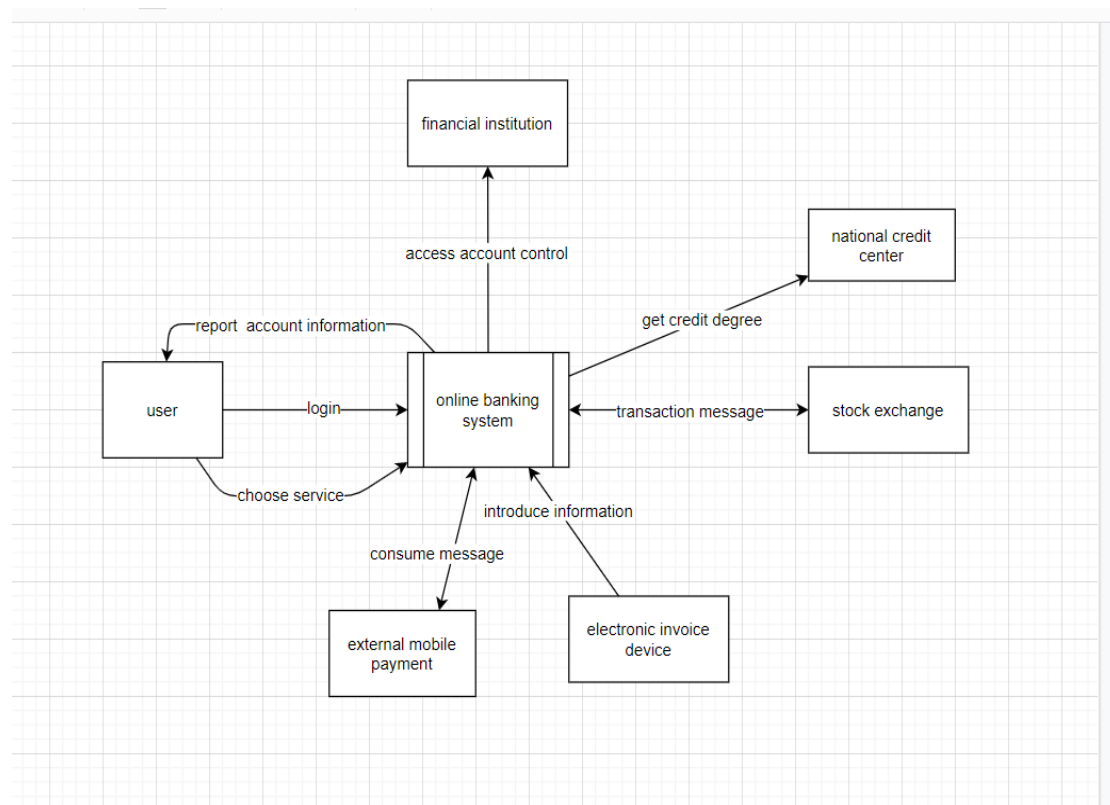 financial institution
national credit
center
access account control
get credit degree
report account information
user
login
online banking
system
transaction message
stock exchange
choose service
introduce information
consume message
external mobile
payment
electronic invoice
device